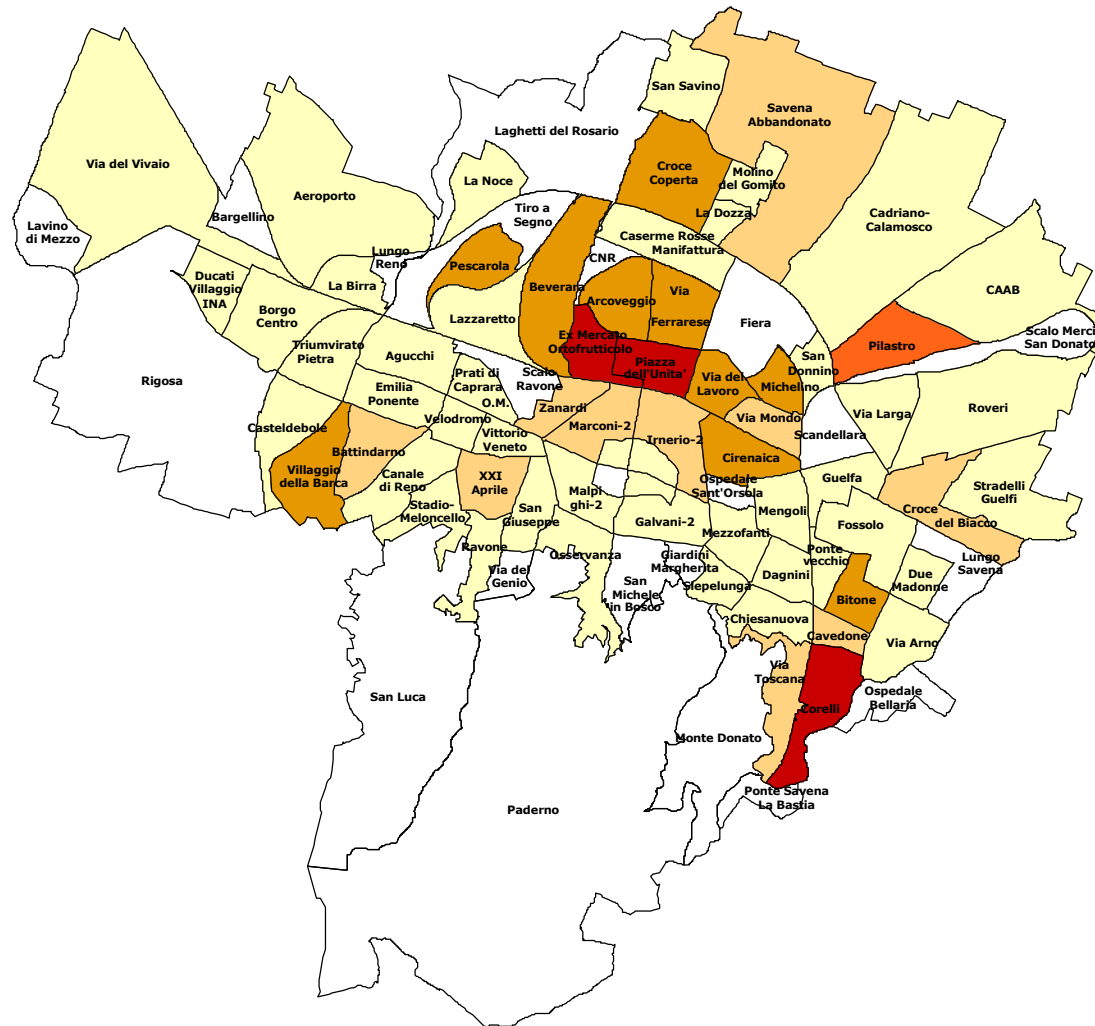 San Savino
Savena
Abbandonato
Laghetti del Rosario
Via del Vivaio
Croce
Coperta
Molino
del Gomito
La Noce
Aeroporto
La Dozza
Bargellino
Tiro a
Segno
Cadriano-
Calamosco
Lavino
di Mezzo
Caserme Rosse
Manifattura
Lungo
Reno
CNR
Pescarola
Ducati
Villaggio
INA
La Birra
Beverara
Arcoveggio
Via
Ferrarese
CAAB
Borgo
Centro
Lazzaretto
Fiera
Scalo Merci
San Donato
Ex Mercato
Ortofrutticolo
Pilastro
Triumvirato
Pietra
Agucchi
Piazza
dell'Unita'
San
Donnino
Rigosa
Prati di
Caprara
O.M.
Scalo
Ravone
Via del
Lavoro
Michelino
Emilia
Ponente
Zanardi
Via Larga
Roveri
Casteldebole
Velodromo
Marconi-2
Via Mondo
Scandellara
Vittorio
Veneto
Irnerio-2
Battindarno
Cirenaica
Villaggio
della Barca
Canale
di Reno
XXI
Aprile
Malpi
ghi-2
Ospedale
Sant'Orsola
Guelfa
Stradelli
Guelfi
Stadio-
Meloncello
San
Giuseppe
Galvani-2
Mengoli
Croce
del Biacco
Mezzofanti
Fossolo
Ravone
Osservanza
Giardini
Margherita
Ponte
vecchio
Lungo
Savena
Via del
Genio
San
Michele
in Bosco
Siepelunga
Dagnini
Due
Madonne
Bitone
Chiesanuova
Cavedone
Via Arno
Via
Toscana
San Luca
Ospedale
Bellaria
Corelli
Monte Donato
Ponte Savena
La Bastia
Paderno